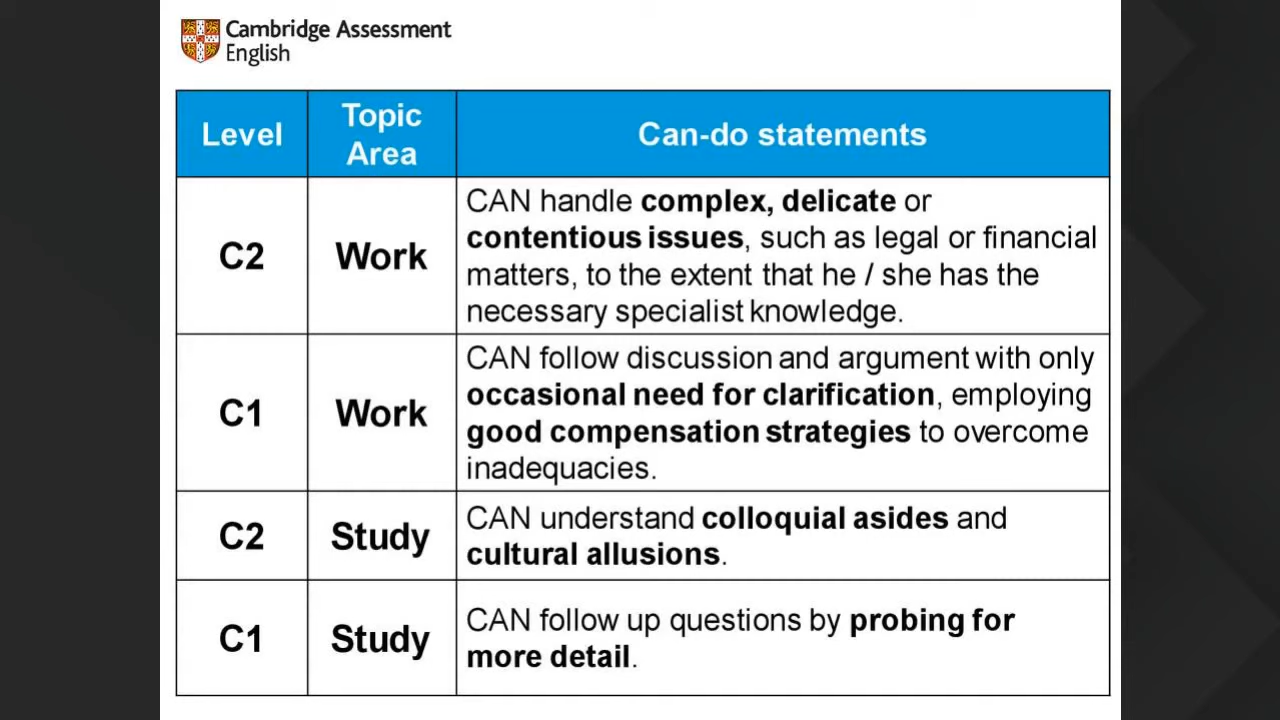 Cambridge Assessment
English
Level
Topic
Area
Can-do statements
C2
Work
CAN handle complex, delicate or
contentious issues, such as legal or financial
matters, to the extent that he / she has the
necessary specialist knowledge.
C1
Work
CAN follow discussion and argument with only
occasional need for clarification, employing
good compensation strategies to overcome
inadequacies.
C2
Study
CAN understand colloquial asides and
cultural allusions.
C1
Study
CAN follow up questions by probing for
more detail.